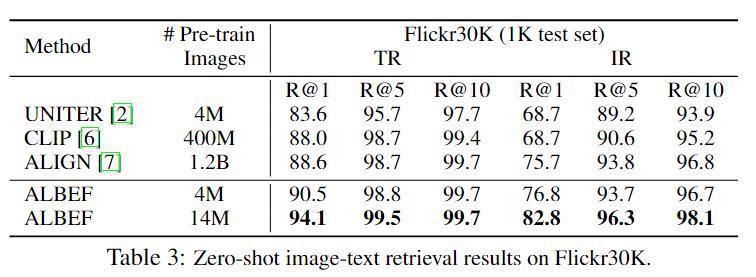 Method # Pre-train Images Flickr30K (1K test set)
TR IR
R@1 R@5 R@10 R@1 R@5 R@10
UNITER [2] 4M 83.6 95.7 97.7 68.7 89.2 93.9
CLIP [6] 400M 88.0 98.7 99.4 68.7 90.6 95.2
ALIGN [7] 1.2B 88.6 98.7 99.7 75.7 93.8 96.8
ALBEF 4M 90.5 98.8 99.7 76.8 93.7 96.7
ALBEF 14M 94.1 99.5 99.7 82.8 96.3 98.1
Table 3: Zero-shot image-text retrieval results on Flickr30K.